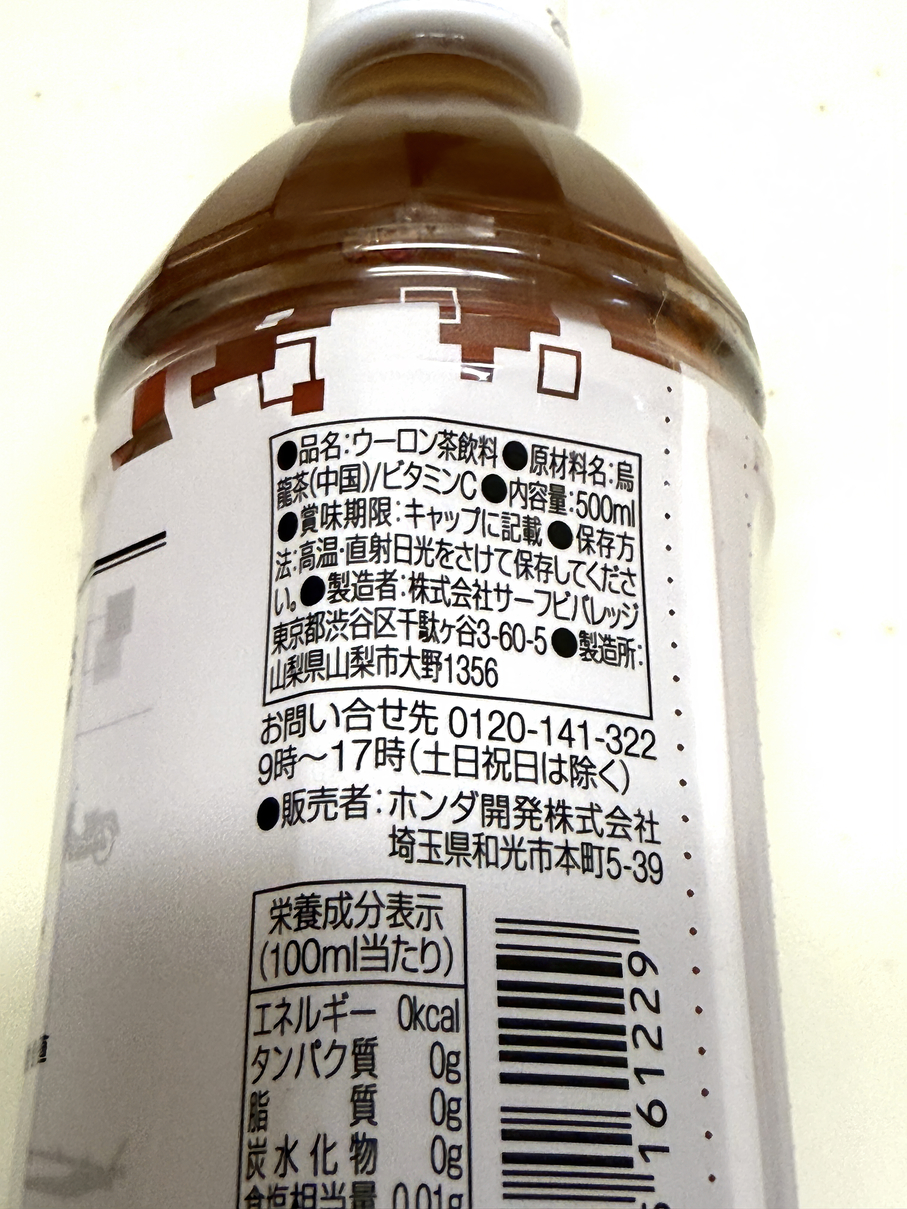 ●品名:ウーロン茶飲料●原材料名:烏
龍茶(中国)/ビタミンC●内容量:500ml
●賞味期限:キャップに記載●保存方
法:高温・直射日光をさけて保存してくださ
い。●製造者:株式会社サーフビバレッジ
東京都渋谷区千駄ヶ谷3-60-5●製造所:
山梨県山梨市大野1356
お問い合せ先 0120-141-322
9時～17時(土日祝日は除く)
●販売者:ホンダ開発株式会社
埼玉県和光市本町5-39
栄養成分表示
(100ml当たり)
エネルギー 0kcal
タンパク質 0g
脂質 0g
炭水化物 0g
食塩相当量 0.01g
161229